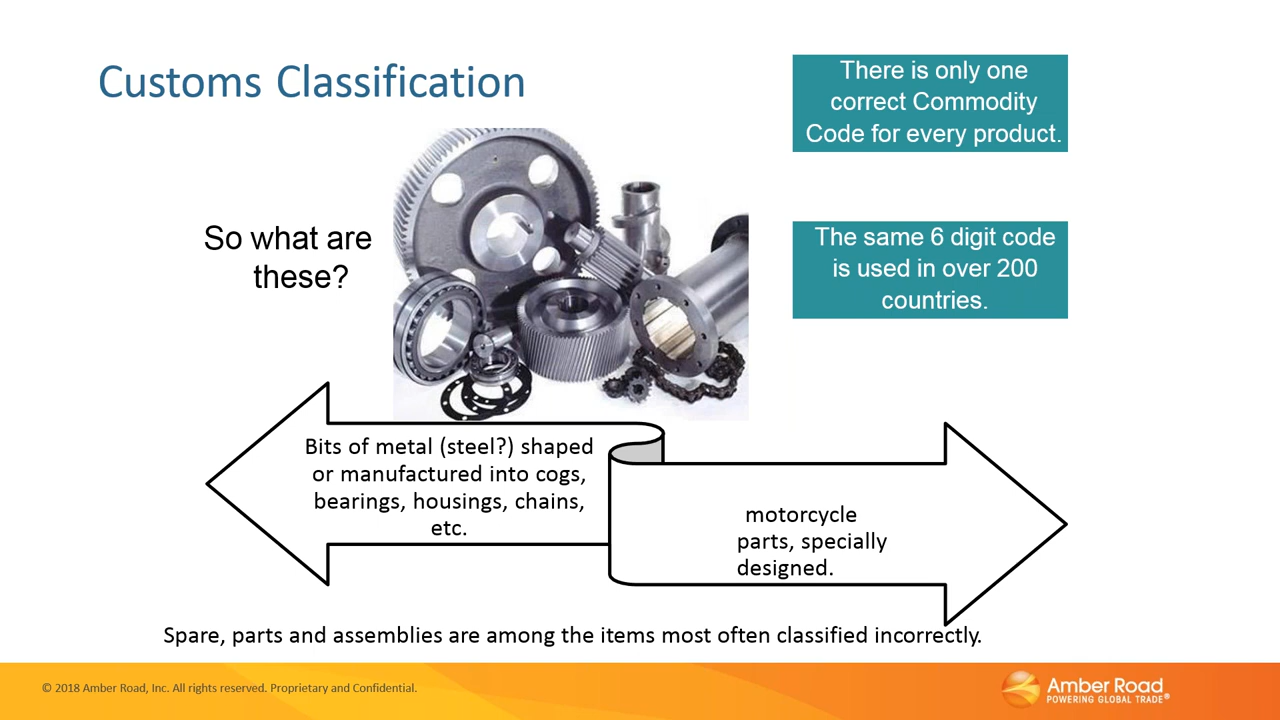 Customs Classification
There is only one
correct Commodity
Code for every product.
So what are
these?
The same 6 digit code
is used in over 200
countries.
Bits of metal (steel?) shaped
or manufactured into cogs,
bearings, housings, chains,
etc.
motorcycle
parts, specially
designed.
Spare, parts and assemblies are among the items most often classified incorrectly.
© 2018 Amber Road, Inc. All rights reserved. Proprietary and Confidential.
Amber Road
POWERING GLOBAL TRADE®